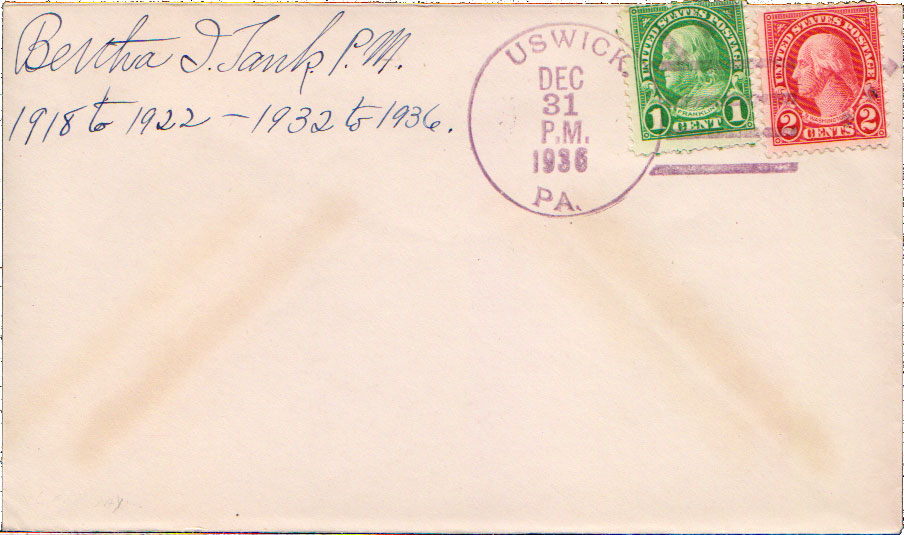 Bertha I. Tank P.M.
1918 to 1922 – 1932 to 1936.
USWICK,
DEC
31
P.M.
1936
PA.
UNITED STATES POSTAGE
FRANKLIN
1 CENT 1
UNITED STATES POSTAGE
WASHINGTON
2 CENTS 2